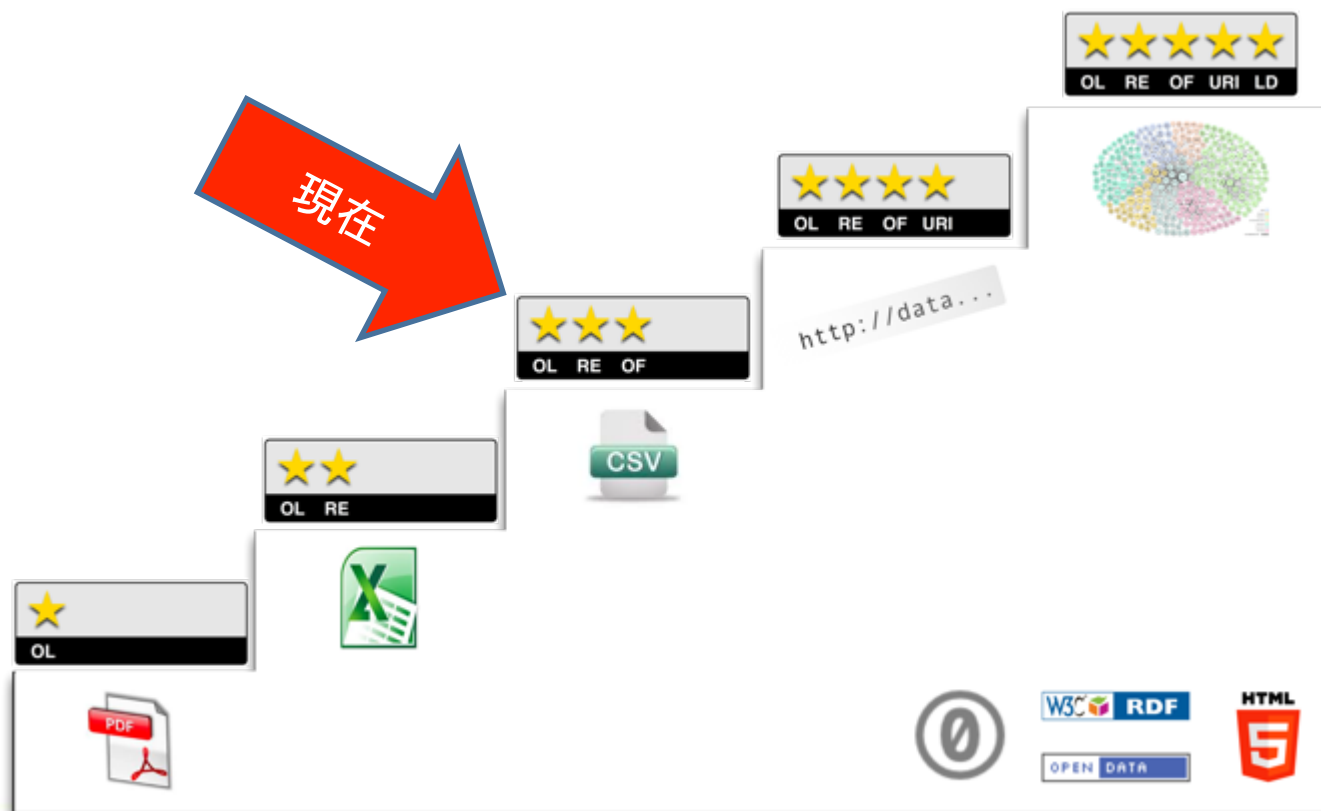 OL RE OF URI LD
現在
OL RE OF URI
http://data...
OL RE OF
CSV
OL RE
X
OL
PDF
0
W3C RDF
OPEN DATA
HTML
5